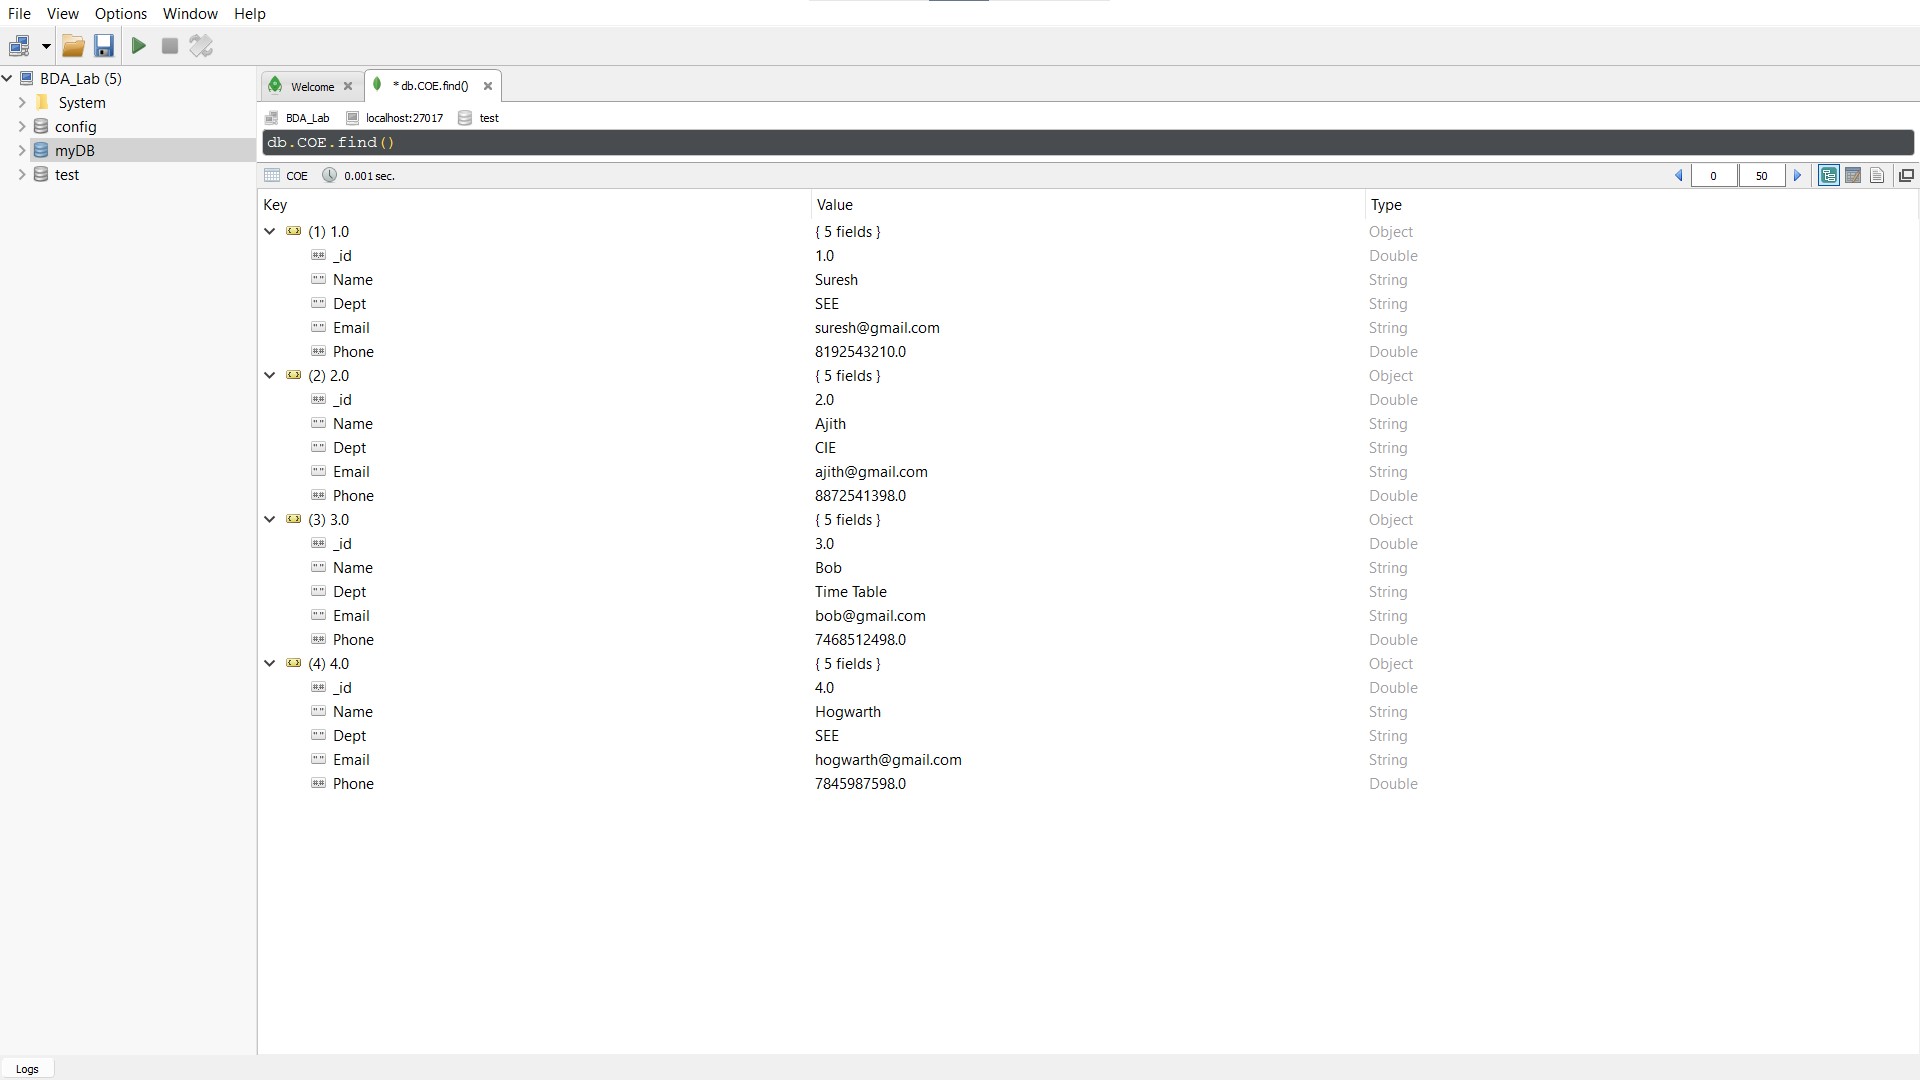 File View Options Window Help
BDA_Lab (5)
System
config
myDB
test
Welcome
* db.COE.find()
BDA_Lab localhost:27017 test
db.COE.find()
COE 0.001 sec. 0 50
Key Value Type
(1) 1.0 { 5 fields } Object
_id 1.0 Double
Name Suresh String
Dept SEE String
Email suresh@gmail.com String
Phone 8192543210.0 Double
(2) 2.0 { 5 fields } Object
_id 2.0 Double
Name Ajith String
Dept CIE String
Email ajith@gmail.com String
Phone 8872541398.0 Double
(3) 3.0 { 5 fields } Object
_id 3.0 Double
Name Bob String
Dept Time Table String
Email bob@gmail.com String
Phone 7468512498.0 Double
(4) 4.0 { 5 fields } Object
_id 4.0 Double
Name Hogwarth String
Dept SEE String
Email hogwarth@gmail.com String
Phone 7845987598.0 Double
Logs